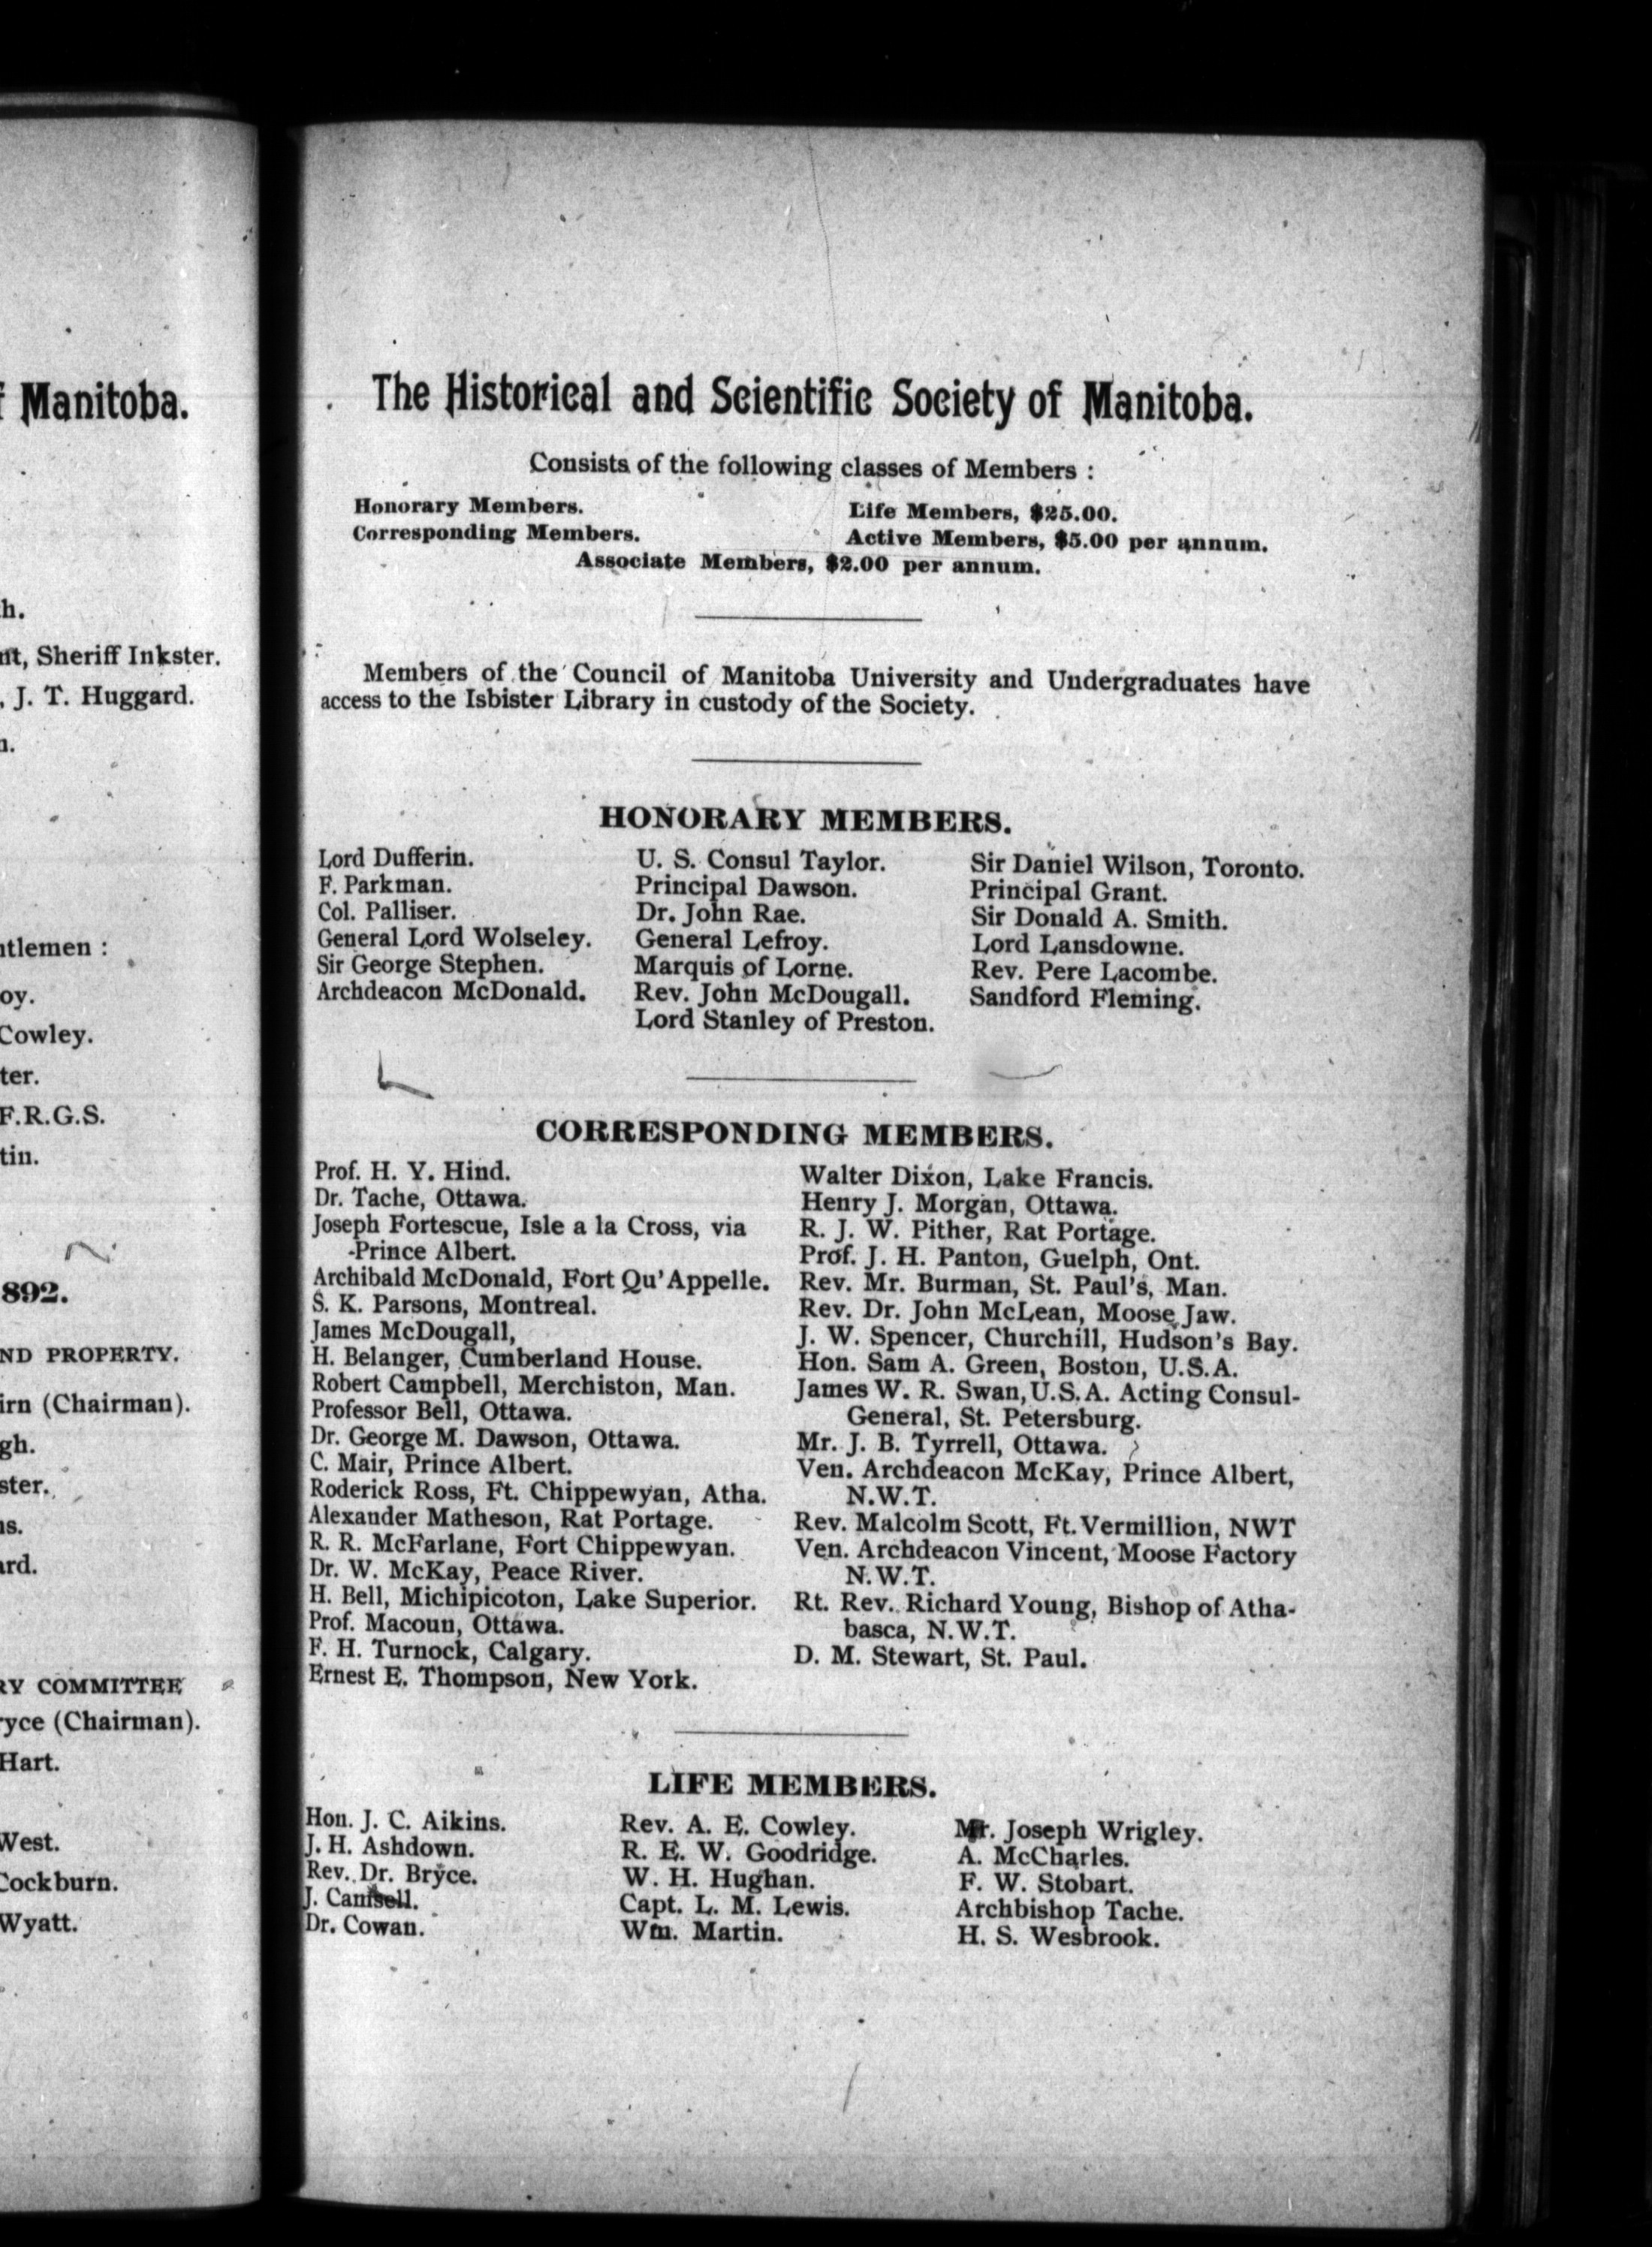 f Manitoba.
h.
nt, Sheriff Inkster.
, J. T. Huggard.
n.
ntlemen :
oy.
Cowley.
ter.
F.R.G.S.
tin.
892.
ND PROPERTY.
irn (Chairman).
gh.
ster.
ns.
ard.
RY COMMITTEE
ryce (Chairman).
Hart.
West.
Cockburn.
Wyatt.
The Historical and Scientific Society of Manitoba.
Consists of the following classes of Members :
Honorary Members. Life Members, $25.00.
Corresponding Members. Active Members, $5.00 per annum.
Associate Members, $2.00 per annum.
Members of the Council of Manitoba University and Undergraduates have
access to the Isbister Library in custody of the Society.
HONORARY MEMBERS.
Lord Dufferin.
F. Parkman.
Col. Palliser.
General Lord Wolseley.
Sir George Stephen.
Archdeacon McDonald.
U. S. Consul Taylor.
Principal Dawson.
Dr. John Rae.
General Lefroy.
Marquis of Lorne.
Rev. John McDougall.
Lord Stanley of Preston.
Sir Daniel Wilson, Toronto.
Principal Grant.
Sir Donald A. Smith.
Lord Lansdowne.
Rev. Pere Lacombe.
Sandford Fleming.
CORRESPONDING MEMBERS.
Prof. H. Y. Hind.
Dr. Tache, Ottawa.
Joseph Fortescue, Isle a la Cross, via
-Prince Albert.
Archibald McDonald, Fort Qu'Appelle.
S. K. Parsons, Montreal.
James McDougall,
H. Belanger, Cumberland House.
Robert Campbell, Merchiston, Man.
Professor Bell, Ottawa.
Dr. George M. Dawson, Ottawa.
C. Mair, Prince Albert.
Roderick Ross, Ft. Chippewyan, Atha.
Alexander Matheson, Rat Portage.
R. R. McFarlane, Fort Chippewyan.
Dr. W. McKay, Peace River.
H. Bell, Michipicoton, Lake Superior.
Prof. Macoun, Ottawa.
F. H. Turnock, Calgary.
Ernest E. Thompson, New York.
Walter Dixon, Lake Francis.
Henry J. Morgan, Ottawa.
R. J. W. Pither, Rat Portage.
Prof. J. H. Panton, Guelph, Ont.
Rev. Mr. Burman, St. Paul's, Man.
Rev. Dr. John McLean, Moose Jaw.
J. W. Spencer, Churchill, Hudson's Bay.
Hon. Sam A. Green, Boston, U.S.A.
James W. R. Swan, U.S.A. Acting Consul-
General, St. Petersburg.
Mr. J. B. Tyrrell, Ottawa.
Ven. Archdeacon McKay, Prince Albert,
N.W.T.
Rev. Malcolm Scott, Ft. Vermillion, NWT
Ven. Archdeacon Vincent, Moose Factory
N.W.T.
Rt. Rev. Richard Young, Bishop of Atha-
basca, N.W.T.
D. M. Stewart, St. Paul.
LIFE MEMBERS.
Hon. J. C. Aikins.
J. H. Ashdown.
Rev. Dr. Bryce.
J. Camsell.
Dr. Cowan.
Rev. A. E. Cowley.
R. E. W. Goodridge.
W. H. Hughan.
Capt. L. M. Lewis.
Wm. Martin.
Mr. Joseph Wrigley.
A. McCharles.
F. W. Stobart.
Archbishop Tache.
H. S. Wesbrook.